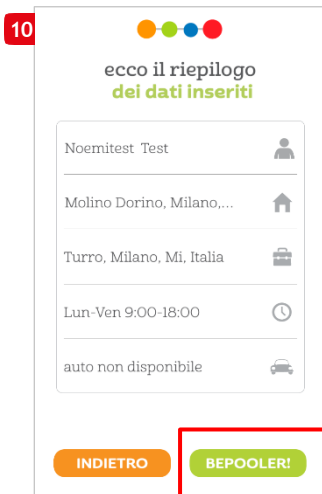 10
ecco il riepilogo
dei dati inseriti
Noemitest Test
Molino Dorino, Milano,...
Turro, Milano, Mi, Italia
Lun-Ven 9:00-18:00
auto non disponibile
INDIETRO
BEPOOLER!